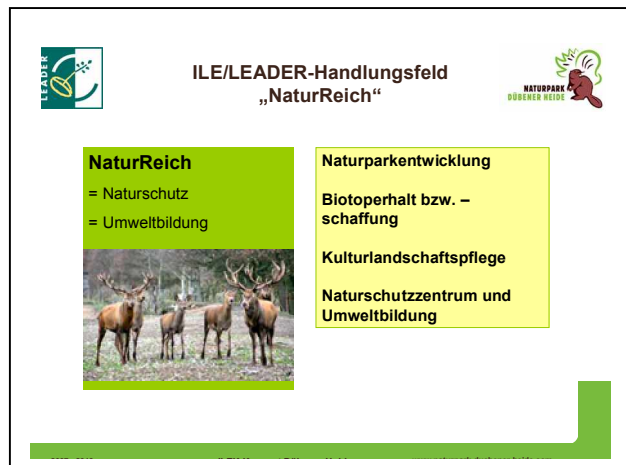 LEADER
ILE/LEADER-Handlungsfeld
„NaturReich“
NATURPARK
DÜBENER HEIDE
NaturReich
= Naturschutz
= Umweltbildung
Naturparkentwicklung
Biotoperhalt bzw. –
schaffung
Kulturlandschaftspflege
Naturschutzzentrum und
Umweltbildung